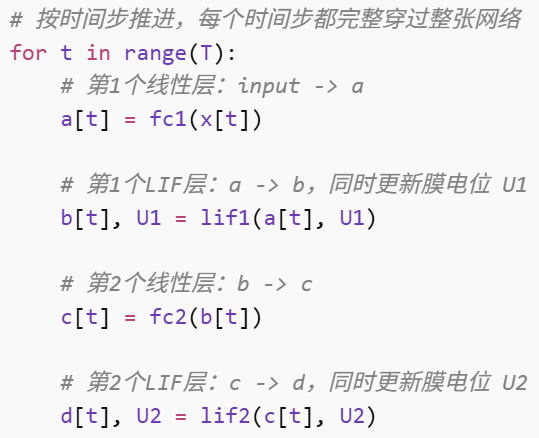 # 按时间步推进，每个时间步都完整穿过整张网络
for t in range(T):
    # 第1个线性层：input -> a
    a[t] = fc1(x[t])
    # 第1个LIF层：a -> b，同时更新膜电位 U1
    b[t], U1 = lif1(a[t], U1)
    # 第2个线性层：b -> c
    c[t] = fc2(b[t])
    # 第2个LIF层：c -> d，同时更新膜电位 U2
    d[t], U2 = lif2(c[t], U2)